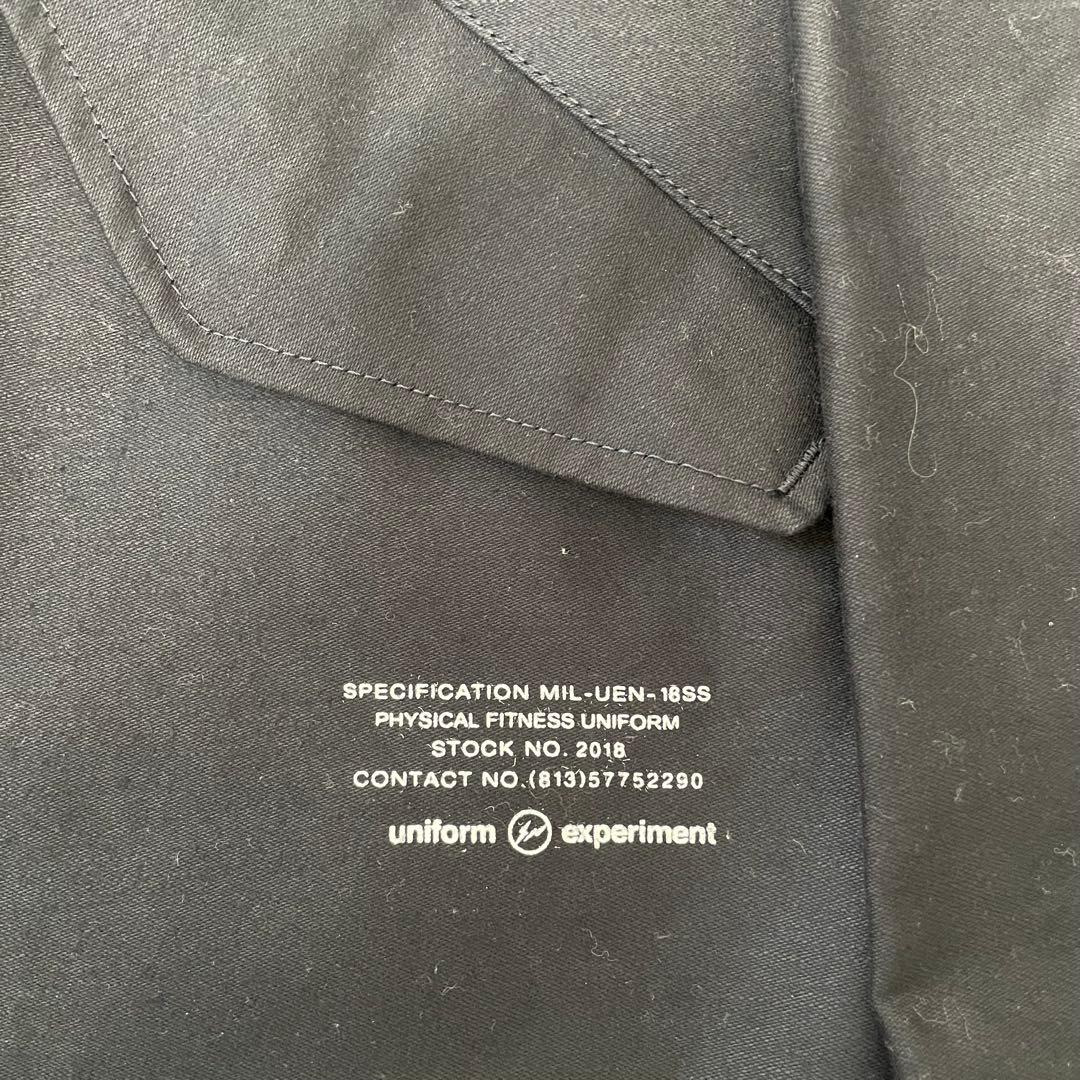 SPECIFICATION MIL-UEN-18SS
PHYSICAL FITNESS UNIFORM
STOCK NO. 2018
CONTACT NO.(813)57752290
uniform experiment